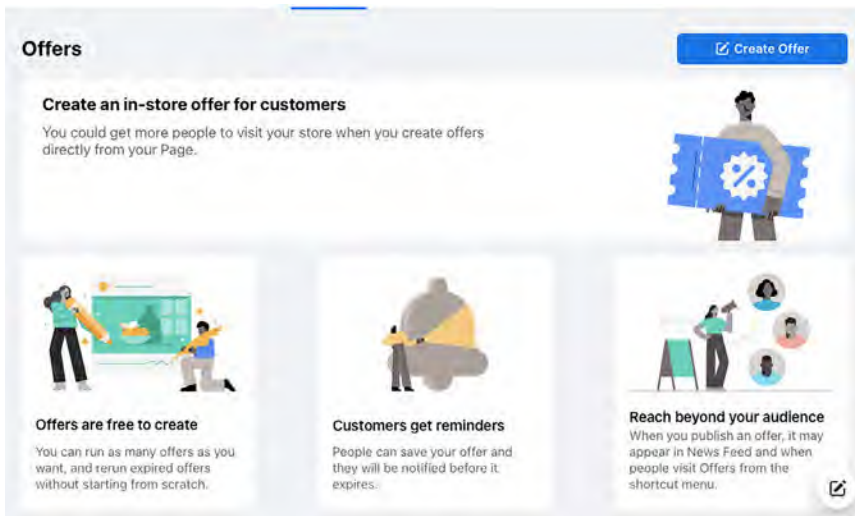 Offers
Create Offer
Create an in-store offer for customers
You could get more people to visit your store when you create offers
directly from your Page.
Offers are free to create
You can run as many offers as you
want, and rerun expired offers
without starting from scratch.
Customers get reminders
People can save your offer and
they will be notified before it
expires.
Reach beyond your audience
When you publish an offer, it may
appear in News Feed and when
people visit Offers from the
shortcut menu.